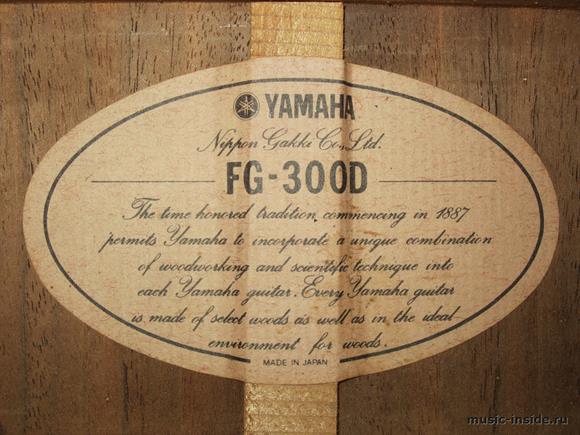 YAMAHA
Nippon Gakki Co., Ltd.
FG-300D
The time honored tradition, commencing in 1887
permits Yamaha to incorporate a unique combination
of woodworking and scientific technique into
each Yamaha guitar. Every Yamaha guitar
is made of select woods as well as in the ideal
environment for woods.
MADE IN JAPAN
music-inside.ru